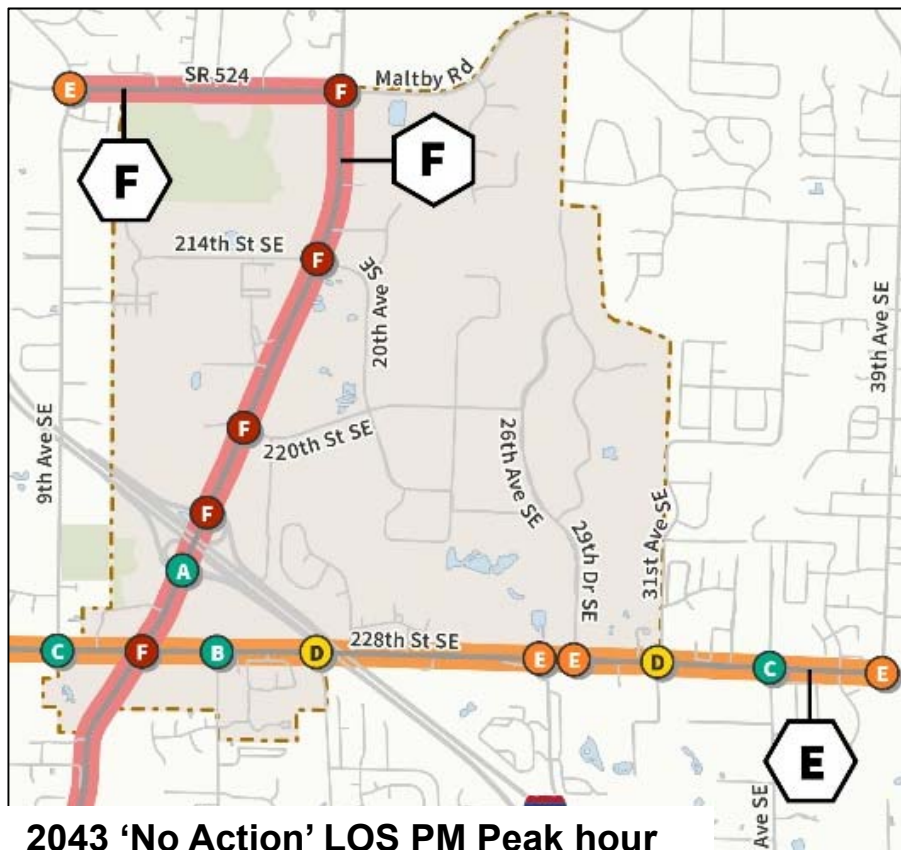 SR 524
Maltby Rd
E
F
F
F
214th St SE
F
20th Ave SE
39th Ave SE
F
220th St SE
9th Ave SE
26th Ave SE
F
29th Dr SE
31st Ave SE
A
228th St SE
C
F
B
D
E
E
D
C
E
E
Ave SE
2043 ‘No Action’ LOS PM Peak hour